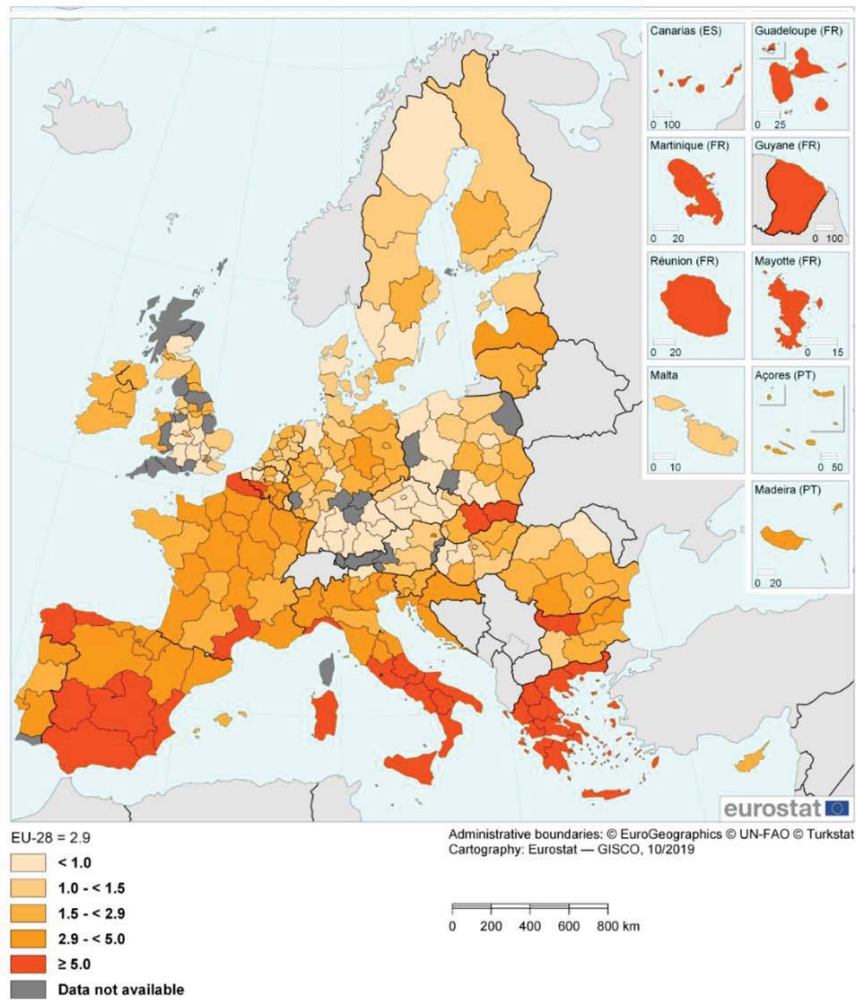 Canarias (ES)
0 100
Guadeloupe (FR)
0 25
Martinique (FR)
0 20
Guyane (FR)
0 100
Réunion (FR)
0 20
Mayotte (FR)
0 15
Malta
0 10
Açores (PT)
0 50
Madeira (PT)
0 20
eurostat
EU-28 = 2.9
< 1.0
1.0 - < 1.5
1.5 - < 2.9
2.9 - < 5.0
≥ 5.0
Data not available
Administrative boundaries: © EuroGeographics © UN-FAO © Turkstat
Cartography: Eurostat — GISCO, 10/2019
0 200 400 600 800 km